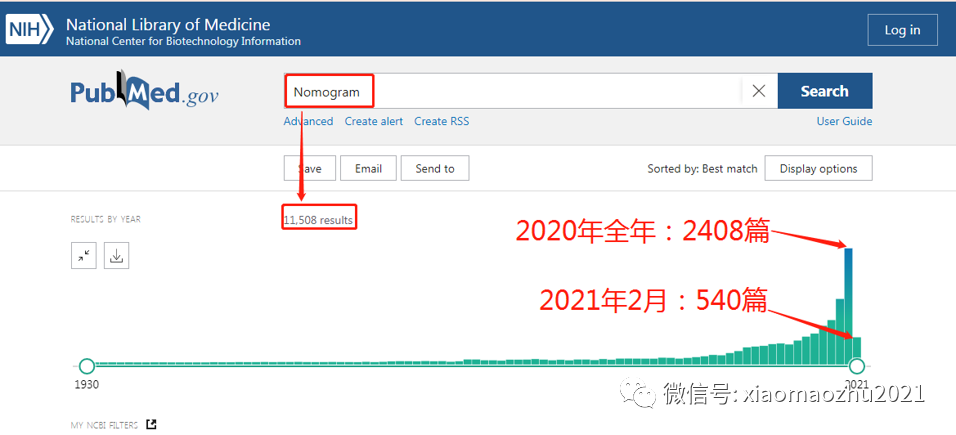 NIH
National Library of Medicine
National Center for Biotechnology Information
Log in
PubMed.gov
Nomogram
Search
Advanced
Create alert
Create RSS
User Guide
Save
Email
Send to
Sorted by: Best match
Display options
RESULTS BY YEAR
11,508 results
2020年全年：2408篇
2021年2月：540篇
1930
2021
微信号: xiaomaozhu2021
MY NCBI FILTERS